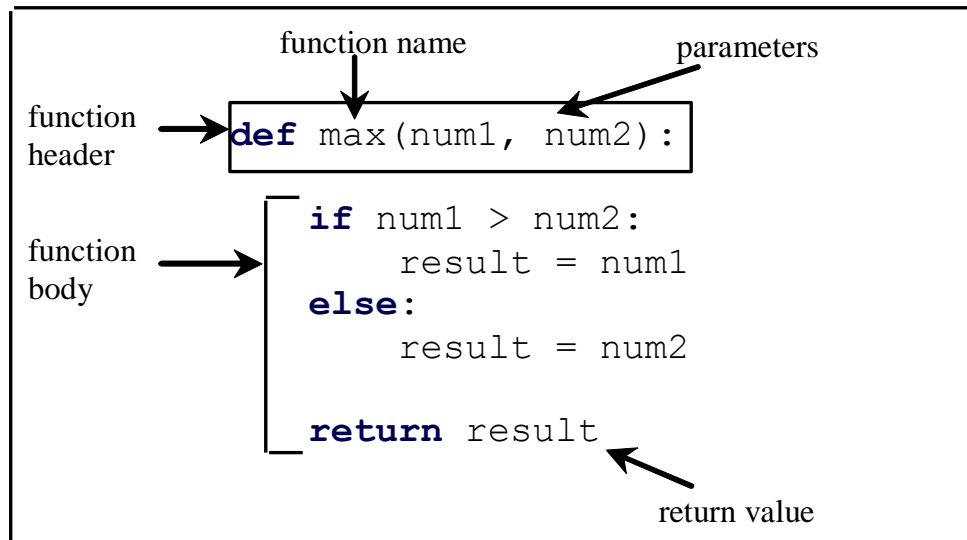 function name
parameters
function
header
def max(num1, num2):
function
body
if num1 > num2:
result = num1
else:
result = num2
return result
return value